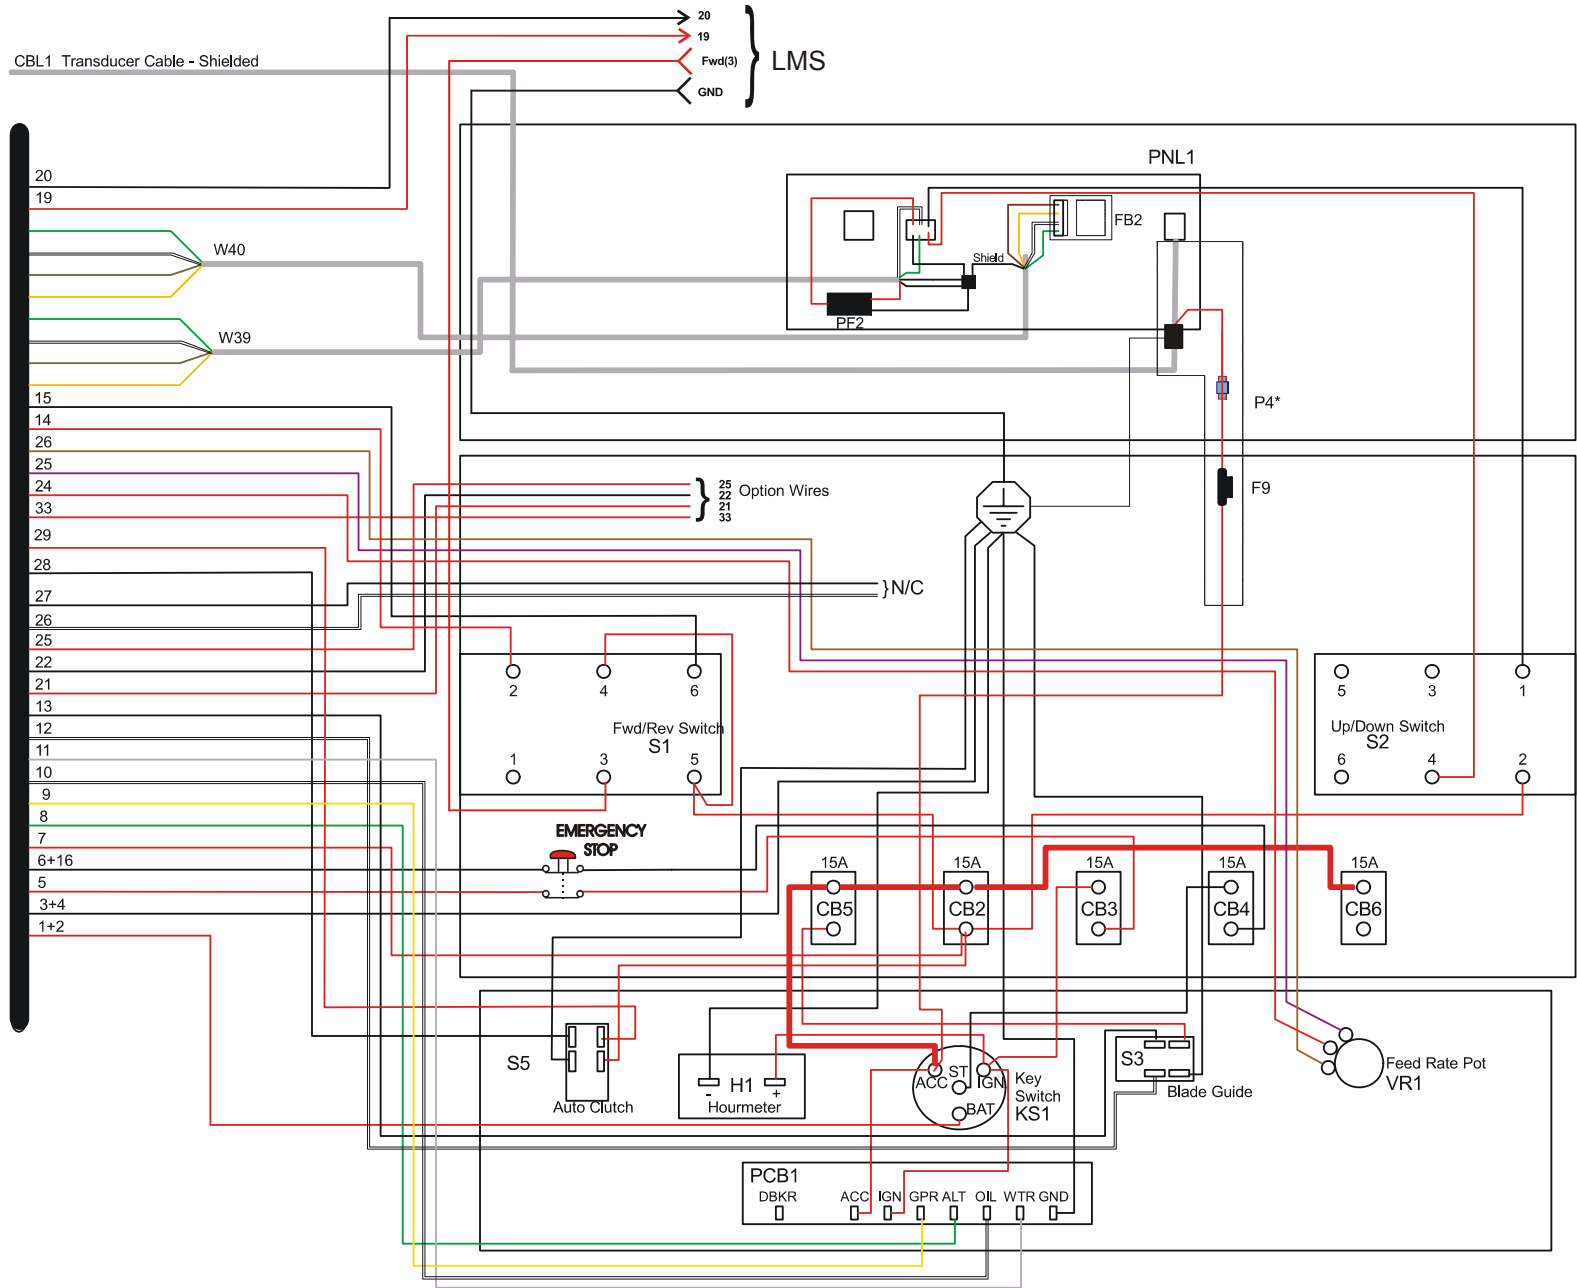 20
19
CBL1 Transducer Cable - Shielded
Fwd(3)
LMS
GND
PNL1
20
19
FB2
W40
Shield
PF2
W39
P4*
15
14
26
25
24
33
25
22
21
33
Option Wires
F9
29
28
27
26
25
22
21
13
12
11
10
9
8
7
6+16
5
3+4
1+2
}N/C
2
4
6
Fwd/Rev Switch
S1
1
3
5
5
3
1
Up/Down Switch
S2
6
4
2
EMERGENCY
STOP
15A
15A
15A
15A
15A
CB5
CB2
CB3
CB4
CB6
S5
Auto Clutch
H1
-
+
Hourmeter
ACC
ST
IGN
BAT
Key
Switch
KS1
S3
Blade Guide
Feed Rate Pot
VR1
PCB1
DBKR
ACC
IGN
GPR
ALT
OIL
WTR
GND